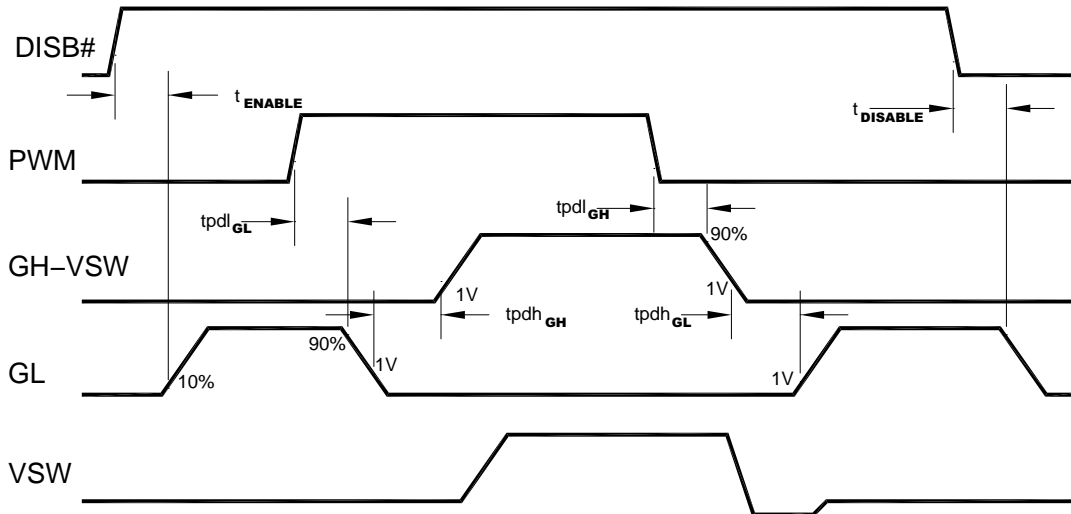 DISB#
t ENABLE
t DISABLE
PWM
tpdl GL
tpdl GH
90%
GH–VSW
1V
1V
tpdh GH
tpdh GL
90%
1V
GL
10%
1V
VSW